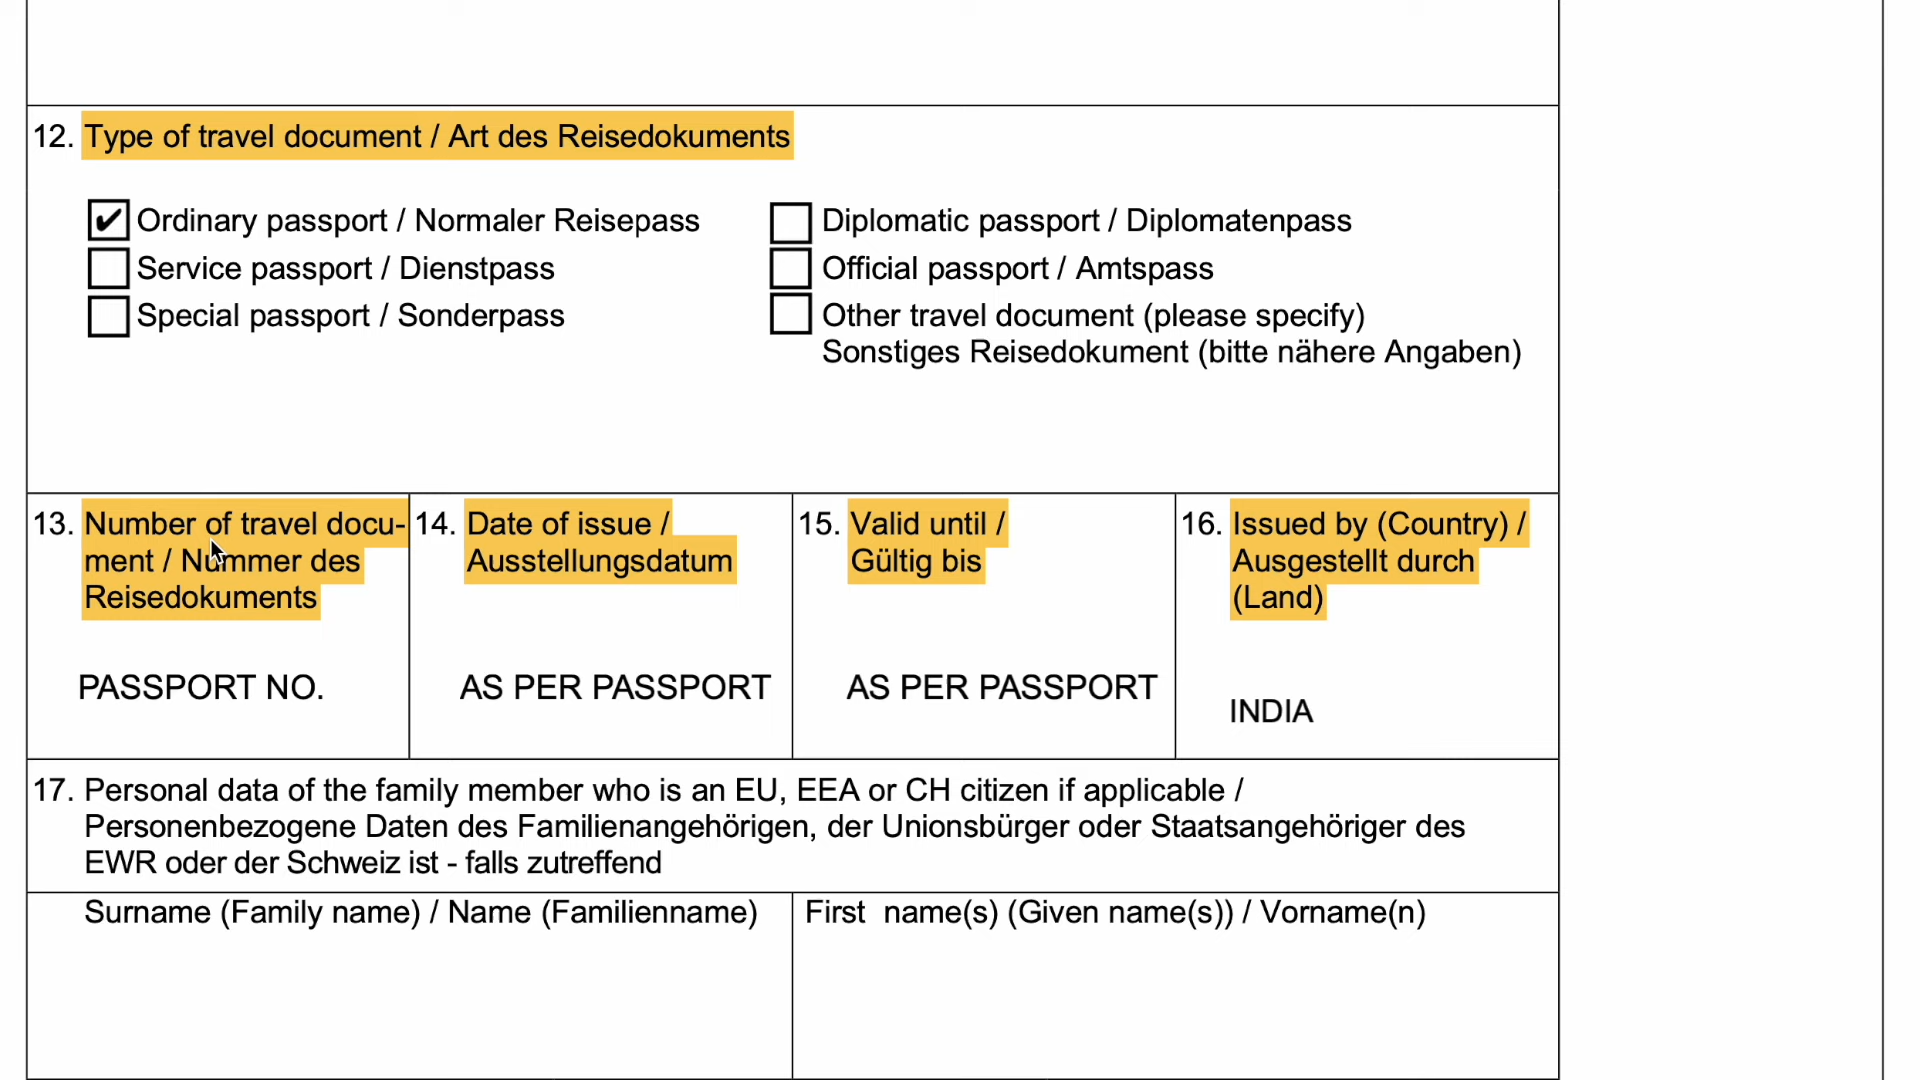 12. Type of travel document / Art des Reisedokuments
✔ Ordinary passport / Normaler Reisepass
Diplomatic passport / Diplomatenpass
Service passport / Dienstpass
Official passport / Amtspass
Special passport / Sonderpass
Other travel document (please specify)
Sonstiges Reisedokument (bitte nähere Angaben)
13. Number of travel docu-
ment / Nummer des
Reisedokuments
PASSPORT NO.
14. Date of issue /
Ausstellungsdatum
AS PER PASSPORT
15. Valid until /
Gültig bis
AS PER PASSPORT
16. Issued by (Country) /
Ausgestellt durch
(Land)
INDIA
17. Personal data of the family member who is an EU, EEA or CH citizen if applicable /
Personenbezogene Daten des Familienangehörigen, der Unionsbürger oder Staatsangehöriger des
EWR oder der Schweiz ist - falls zutreffend
Surname (Family name) / Name (Familienname)
First name(s) (Given name(s)) / Vorname(n)